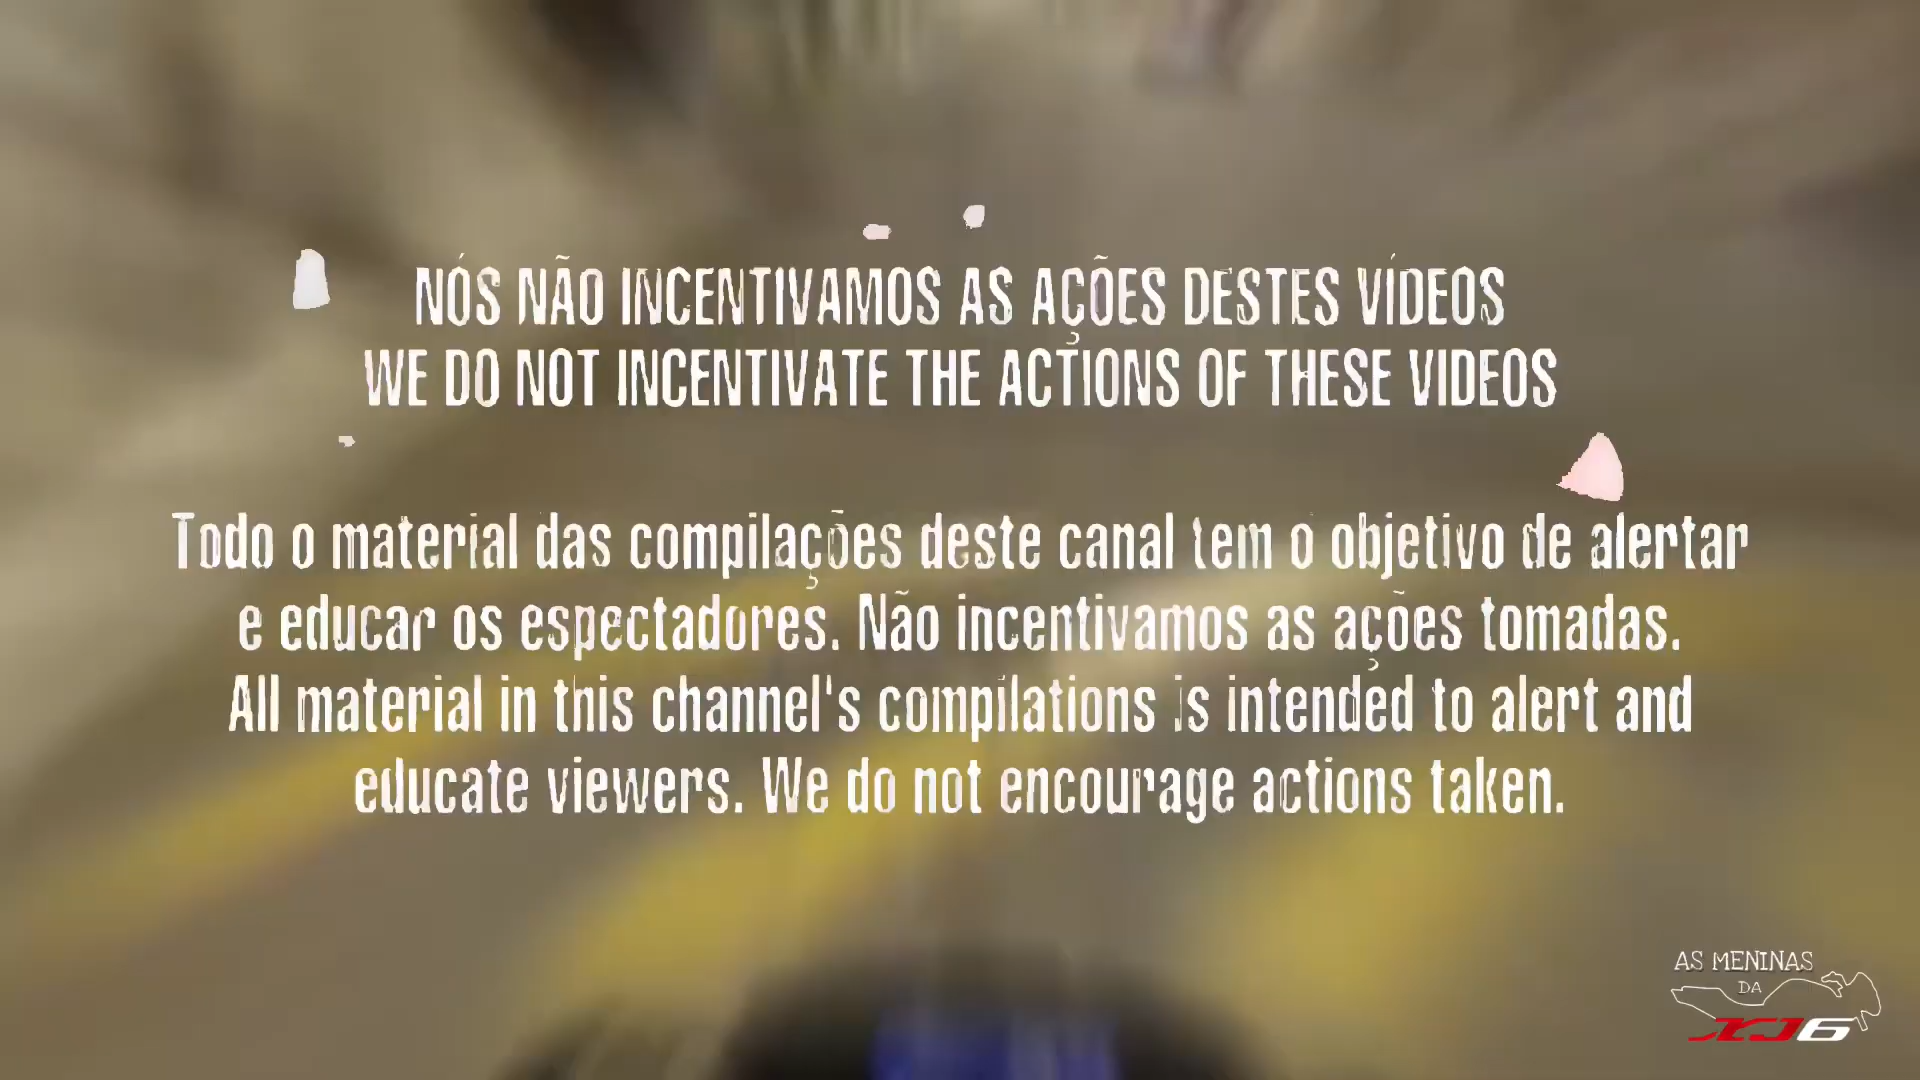 NÓS NÃO INCENTIVAMOS AS AÇÕES DESTES VÍDEOS
WE DO NOT INCENTIVATE THE ACTIONS OF THESE VIDEOS
Todo o material das compilações deste canal tem o objetivo de alertar
e educar os espectadores. Não incentivamos as ações tomadas.
All material in this channel's compilations is intended to alert and
educate viewers. We do not encourage actions taken.
AS MENINAS
DA
XJ6